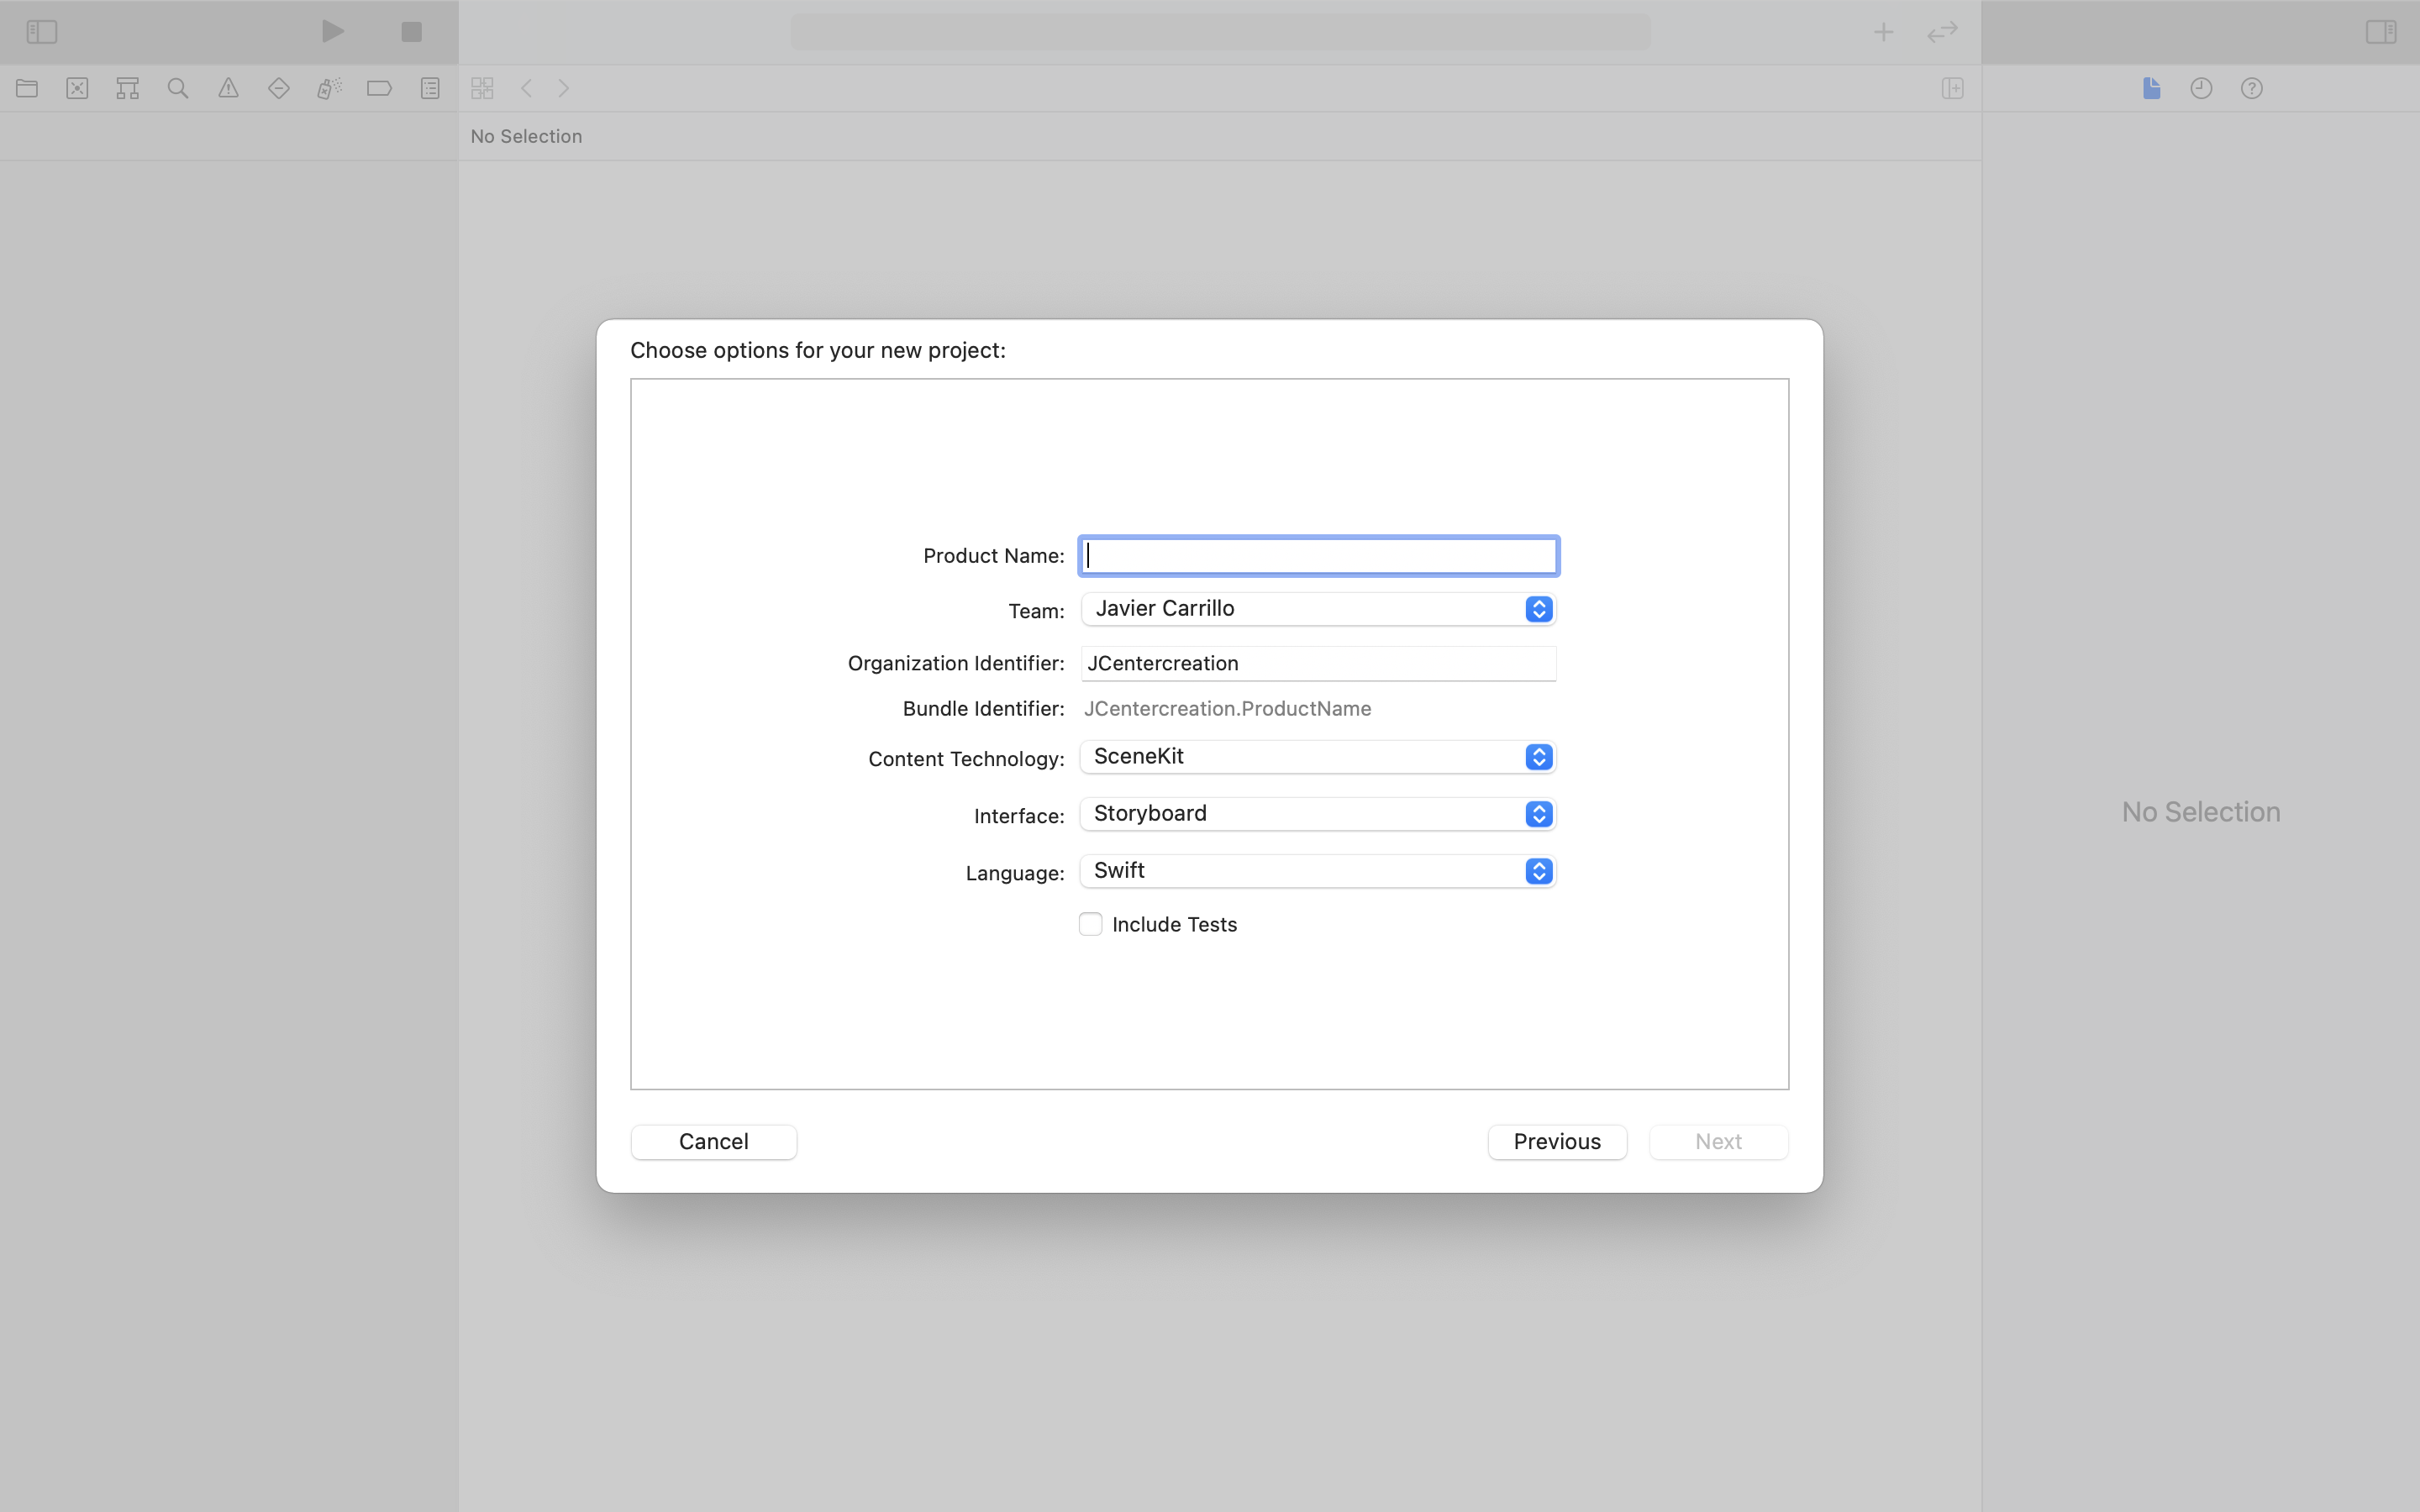 No Selection
Choose options for your new project:
Product Name:
Team: Javier Carrillo
Organization Identifier: JCentercreation
Bundle Identifier: JCentercreation.ProductName
Content Technology: SceneKit
Interface: Storyboard
No Selection
Language: Swift
Include Tests
Cancel Previous Next